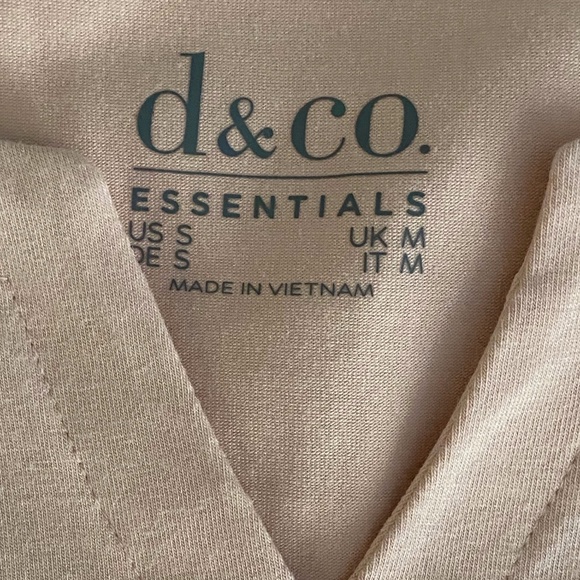 d&co.
ESSENTIALS
US S UK M
DE S IT M
MADE IN VIETNAM